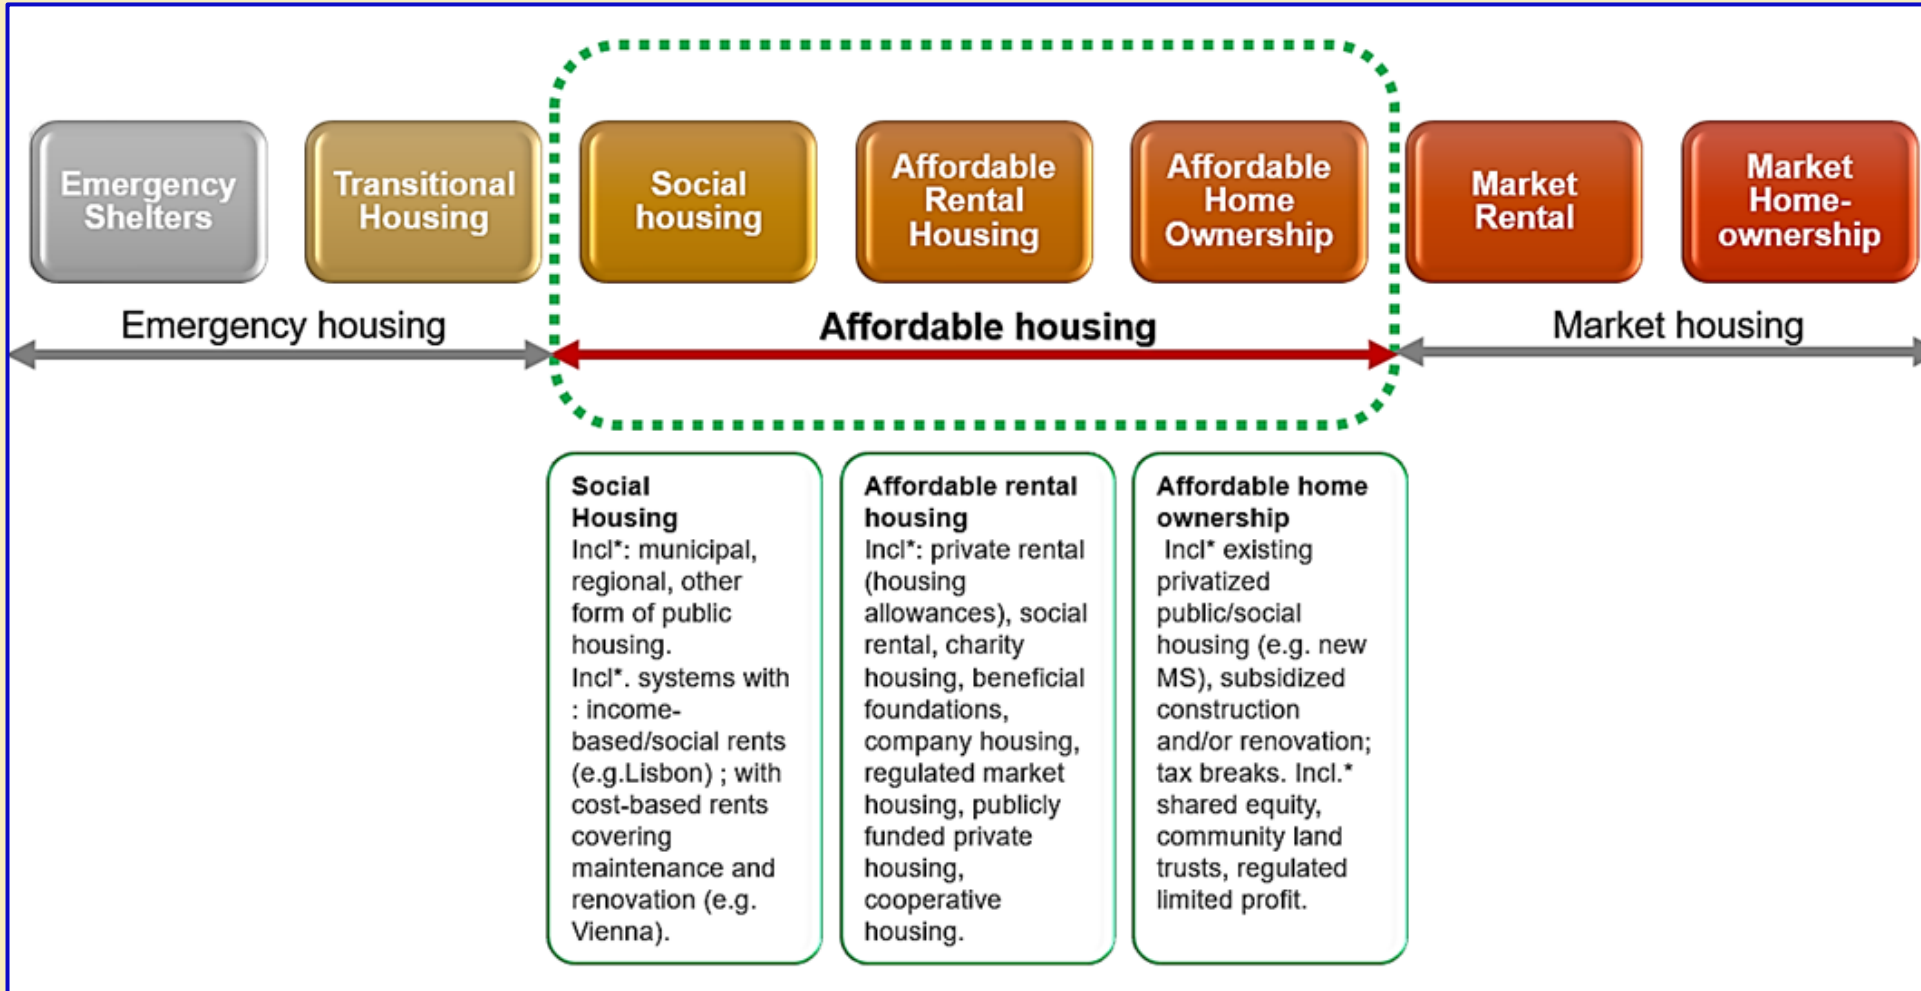 Emergency
Shelters
Transitional
Housing
Social
housing
Affordable
Rental
Housing
Affordable
Home
Ownership
Market
Rental
Market
Home-
ownership
Emergency housing
Affordable housing
Market housing
Social
Housing
Incl*: municipal,
regional, other
form of public
housing.
Incl*. systems with
: income-
based/social rents
(e.g.Lisbon) ; with
cost-based rents
covering
maintenance and
renovation (e.g.
Vienna).
Affordable rental
housing
Incl*: private rental
(housing
allowances), social
rental, charity
housing, beneficial
foundations,
company housing,
regulated market
housing, publicly
funded private
housing,
cooperative
housing.
Affordable home
ownership
Incl* existing
privatized
public/social
housing (e.g. new
MS), subsidized
construction
and/or renovation;
tax breaks. Incl.*
shared equity,
community land
trusts, regulated
limited profit.